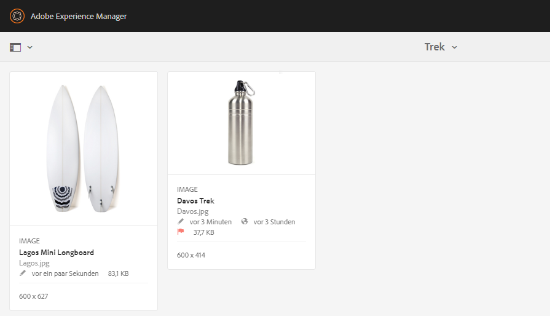 Adobe Experience Manager
Trek
IMAGE
Lagos Mini Longboard
Lagos.jpg
vor ein paar Sekunden 83,1 KB
600 x 627
IMAGE
Davos Trek
Davos.jpg
vor 3 Minuten vor 3 Stunden
37,7 KB
600 x 414